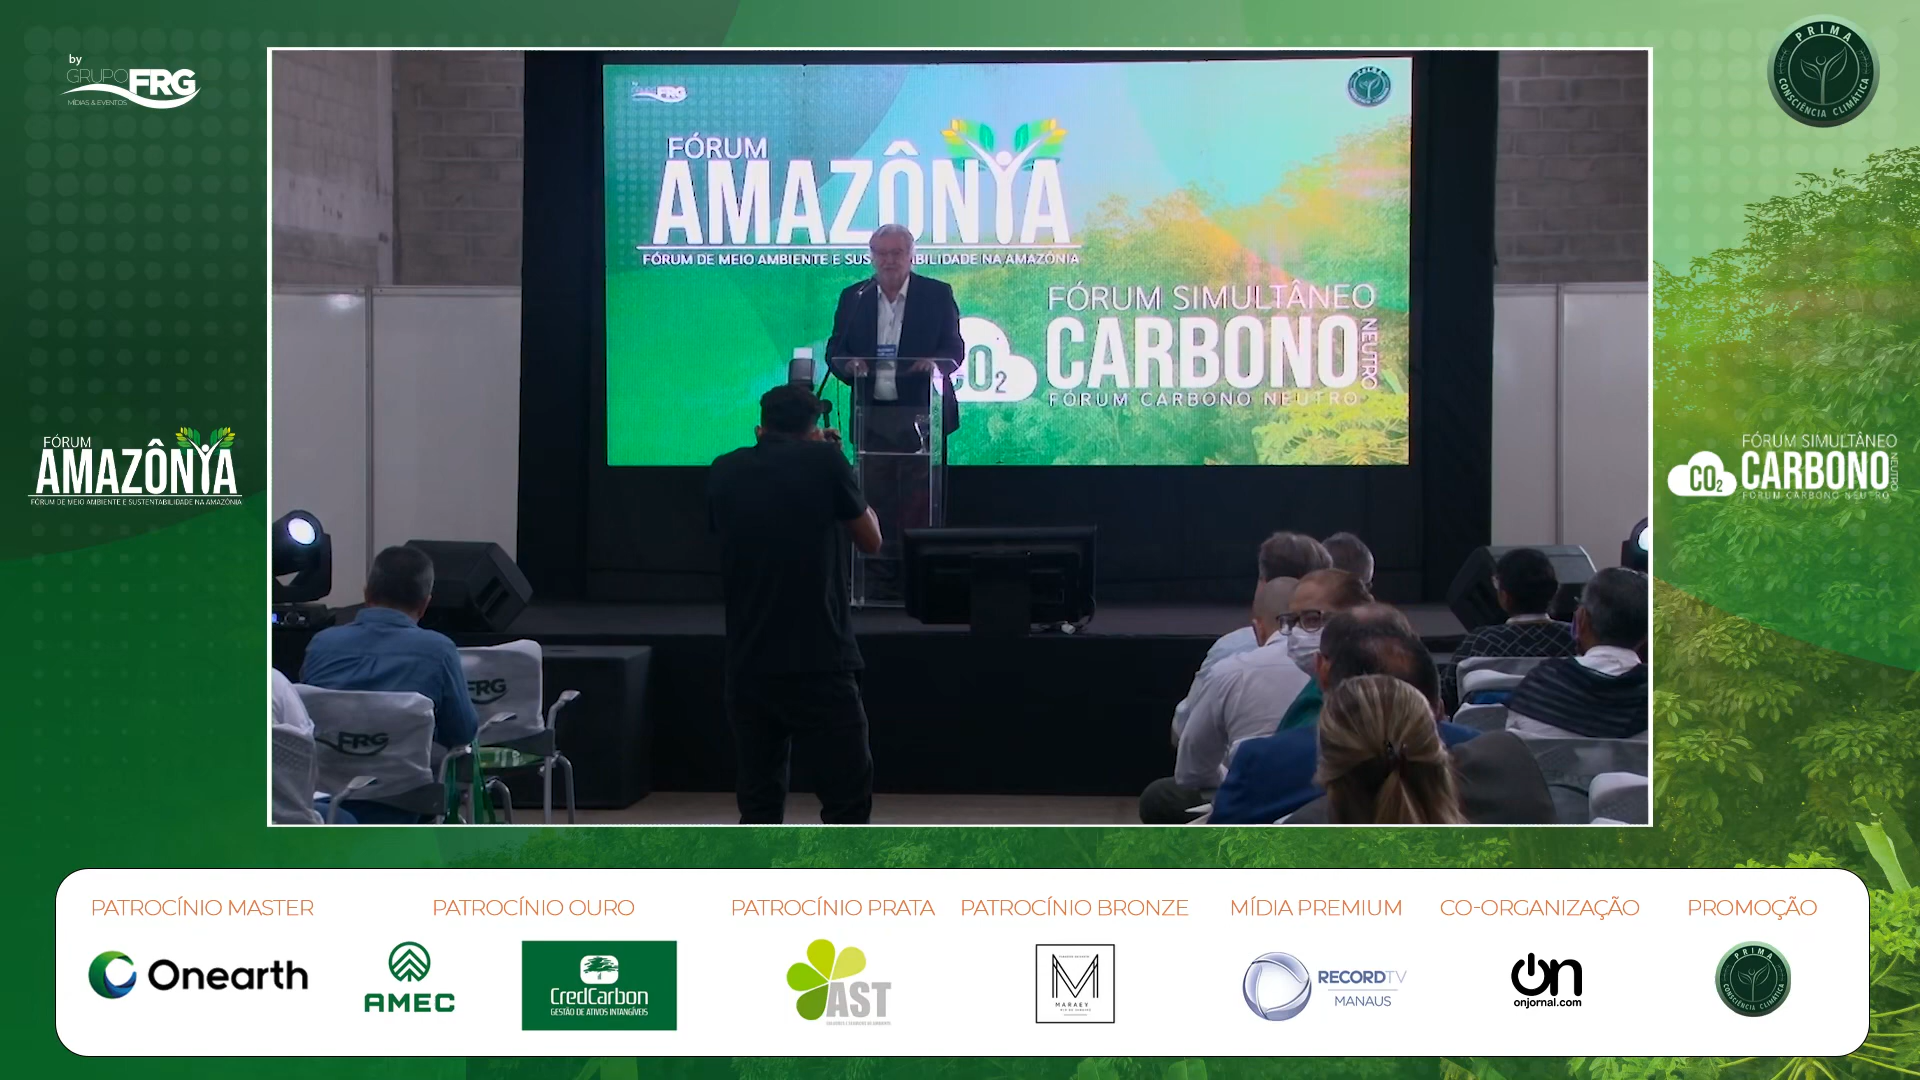 by
GRUPO FRG
MÍDIAS & EVENTOS
PRIMA
CONSCIÊNCIA CLIMÁTICA
FRG
FÓRUM
AMAZÔNIA
FÓRUM DE MEIO AMBIENTE E SUS ABILIDADE NA AMAZÔNIA
FÓRUM SIMULTÂNEO
CO2 CARBONO NEUTRO
FÓRUM CARBONO NEUTRO
FÓRUM
AMAZÔNIA
FÓRUM DE MEIO AMBIENTE E SUSTENTABILIDADE NA AMAZÔNIA
FÓRUM SIMULTÂNEO
CO2 CARBONO NEUTRO
FÓRUM CARBONO NEUTRO
FRG
FRG
PATROCÍNIO MASTER
Onearth
PATROCÍNIO OURO
AMEC
CredCarbon
GESTÃO DE ATIVOS INTANGÍVEIS
PATROCÍNIO PRATA
AST
PATROCÍNIO BRONZE
M
MARAEY
MÍDIA PREMIUM
RECORDTV
MANAUS
CO-ORGANIZAÇÃO
on
onjornal.com
PROMOÇÃO
PRIMA
CONSCIÊNCIA CLIMÁTICA